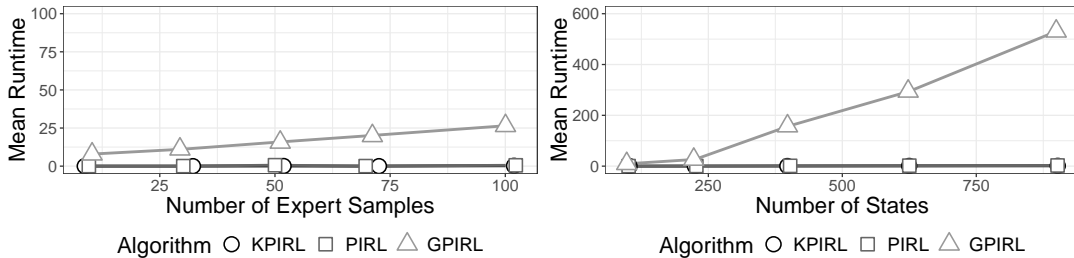 Mean Runtime
100
75
50
25
0
25 50 75 100
Number of Expert Samples
Algorithm KPIRL PIRL GPIRL
Mean Runtime
600
400
200
0
250 500 750
Number of States
Algorithm KPIRL PIRL GPIRL